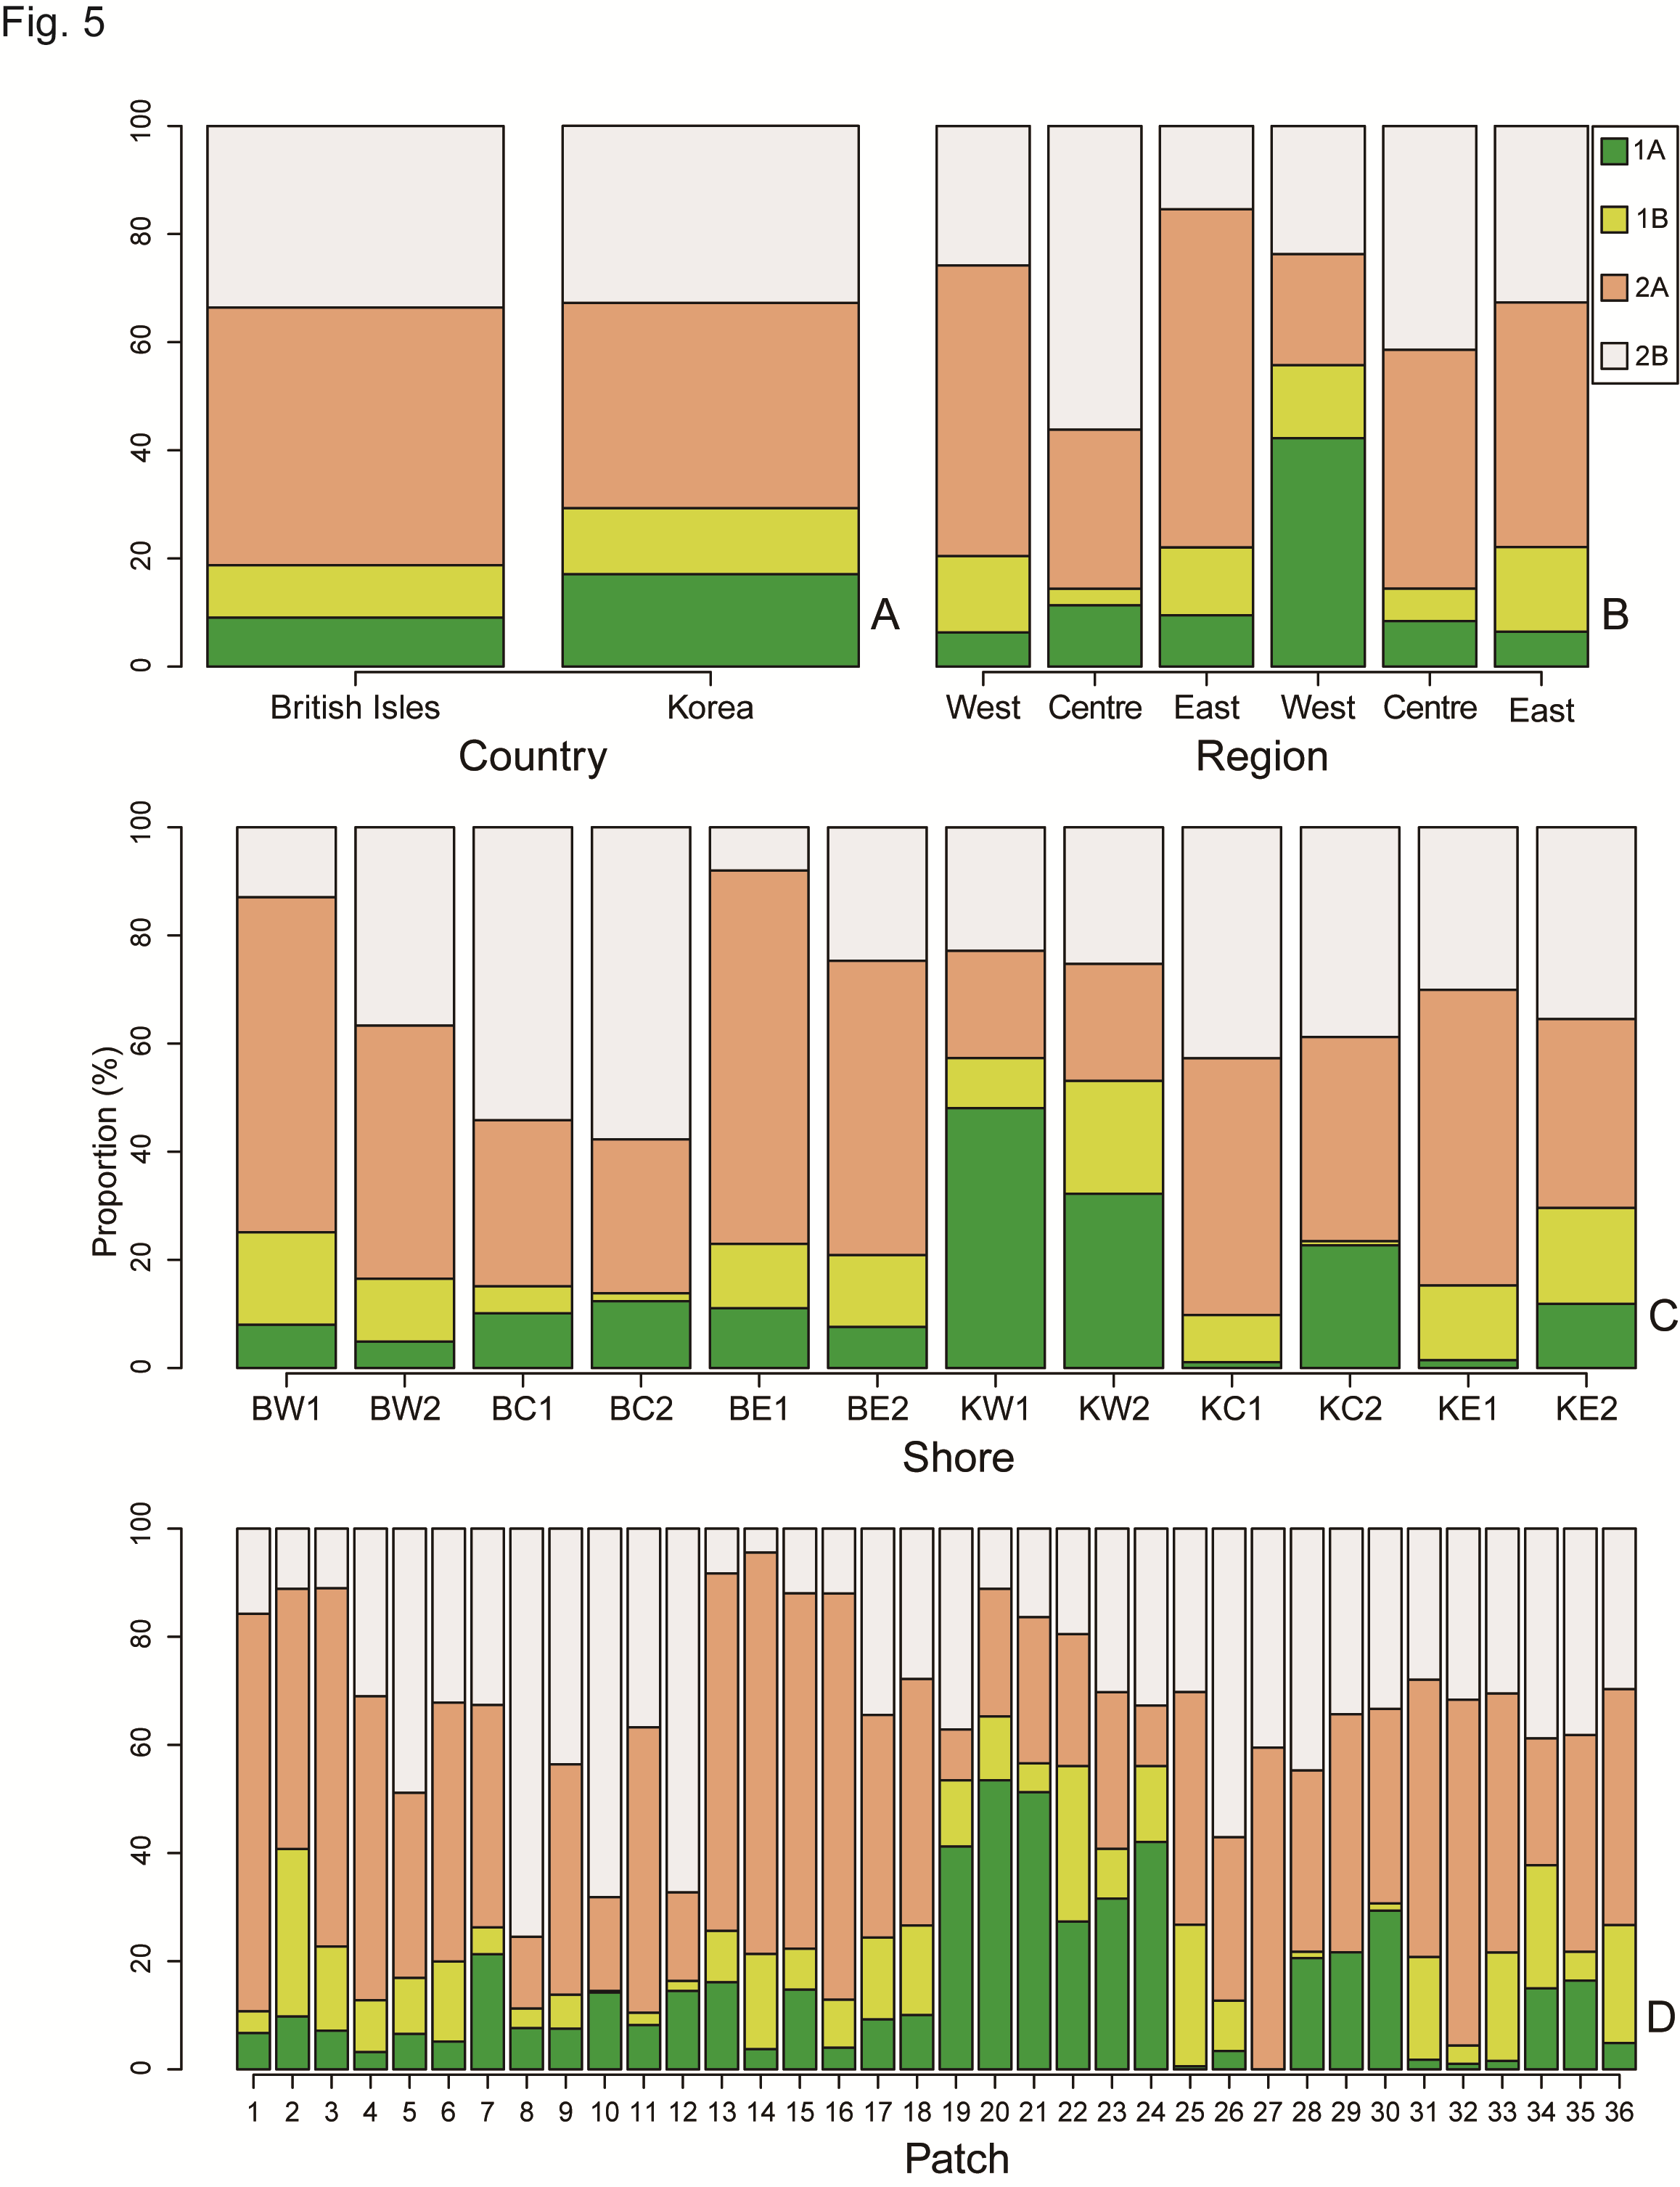 Fig. 5
100
80
60
40
20
0
British Isles Korea
Country
A
West Centre East West Centre East
Region
B
1A
1B
2A
2B
Proportion (%)
100
80
60
40
20
0
BW1 BW2 BC1 BC2 BE1 BE2 KW1 KW2 KC1 KC2 KE1 KE2
Shore
C
100
80
60
40
20
0
1 2 3 4 5 6 7 8 9 10 11 12 13 14 15 16 17 18 19 20 21 22 23 24 25 26 27 28 29 30 31 32 33 34 35 36
Patch
D